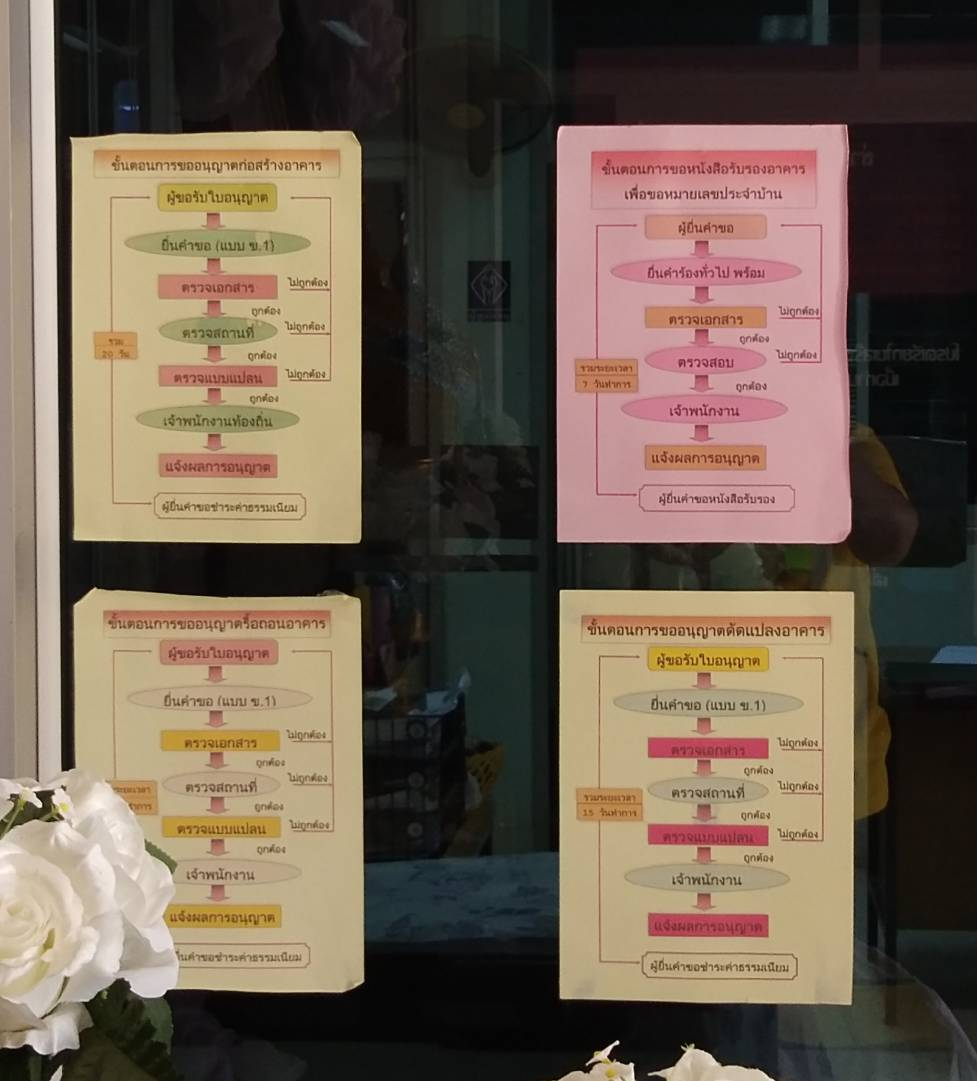 ขั้นตอนการขออนุญาตก่อสร้างอาคาร
ผู้ขอรับใบอนุญาต
ยื่นคำขอ (แบบ ข.1)
ตรวจเอกสาร
ไม่ถูกต้อง
ถูกต้อง
ตรวจสถานที่
ไม่ถูกต้อง
รวม
20 วัน
ถูกต้อง
ตรวจแบบแปลน
ไม่ถูกต้อง
ถูกต้อง
เจ้าพนักงานท้องถิ่น
แจ้งผลการอนุญาต
ผู้ยื่นคำขอชำระค่าธรรมเนียม
ขั้นตอนการขอหนังสือรับรองอาคาร
เพื่อขอหมายเลขประจำบ้าน
ผู้ยื่นคำขอ
ยื่นคำร้องทั่วไป พร้อม
ตรวจเอกสาร
ไม่ถูกต้อง
ถูกต้อง
ตรวจสอบ
ไม่ถูกต้อง
รวมระยะเวลา
7 วันทำการ
ถูกต้อง
เจ้าพนักงาน
แจ้งผลการอนุญาต
ผู้ยื่นคำขอหนังสือรับรอง
ขั้นตอนการขออนุญาตรื้อถอนอาคาร
ผู้ขอรับใบอนุญาต
ยื่นคำขอ (แบบ ข.1)
ตรวจเอกสาร
ไม่ถูกต้อง
ถูกต้อง
ตรวจสถานที่
ไม่ถูกต้อง
ถูกต้อง
ตรวจแบบแปลน
ไม่ถูกต้อง
ถูกต้อง
เจ้าพนักงาน
แจ้งผลการอนุญาต
ยื่นคำขอชำระค่าธรรมเนียม
ขั้นตอนการขออนุญาตดัดแปลงอาคาร
ผู้ขอรับใบอนุญาต
ยื่นคำขอ (แบบ ข.1)
ตรวจเอกสาร
ไม่ถูกต้อง
ถูกต้อง
ตรวจสถานที่
ไม่ถูกต้อง
รวมระยะเวลา
15 วันทำการ
ถูกต้อง
ตรวจแบบแปลน
ไม่ถูกต้อง
ถูกต้อง
เจ้าพนักงาน
แจ้งผลการอนุญาต
ผู้ยื่นคำขอชำระค่าธรรมเนียม